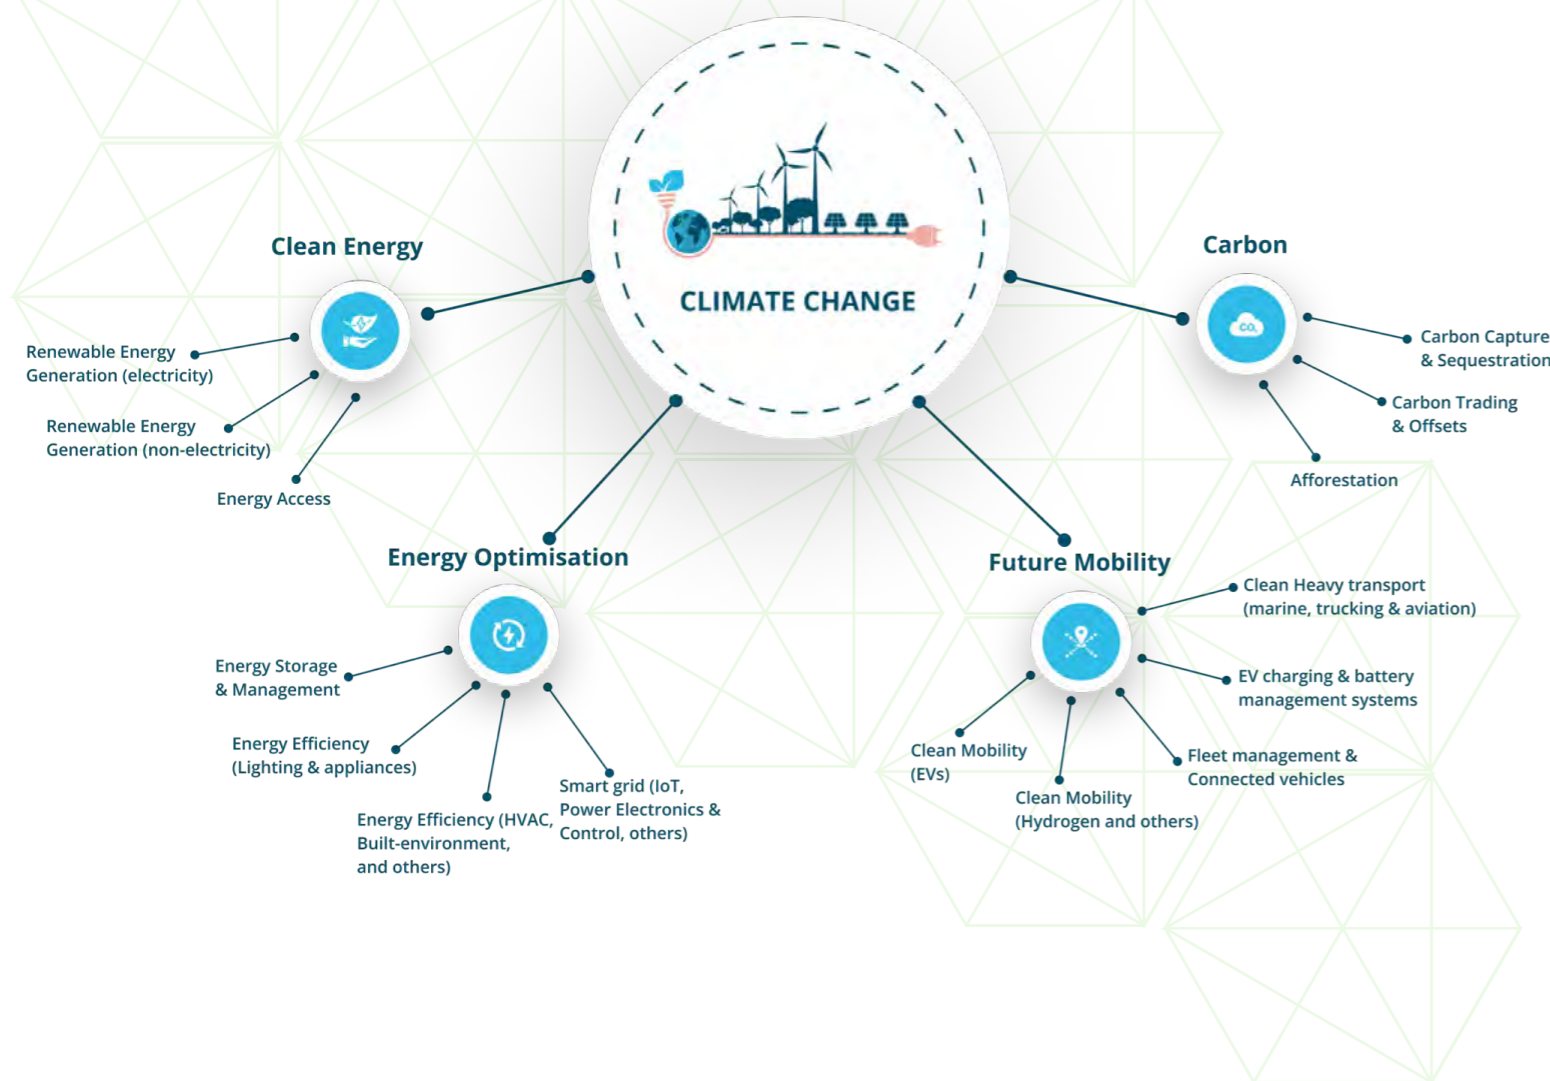 CLIMATE CHANGE
Clean Energy
Renewable Energy
Generation (electricity)
Renewable Energy
Generation (non-electricity)
Energy Access
Carbon
CO₂
Carbon Capture
& Sequestration
Carbon Trading
& Offsets
Afforestation
Energy Optimisation
Energy Storage
& Management
Energy Efficiency
(Lighting & appliances)
Energy Efficiency (HVAC,
Built-environment,
and others)
Smart grid (IoT,
Power Electronics &
Control, others)
Future Mobility
Clean Heavy transport
(marine, trucking & aviation)
EV charging & battery
management systems
Fleet management &
Connected vehicles
Clean Mobility
(Hydrogen and others)
Clean Mobility
(EVs)